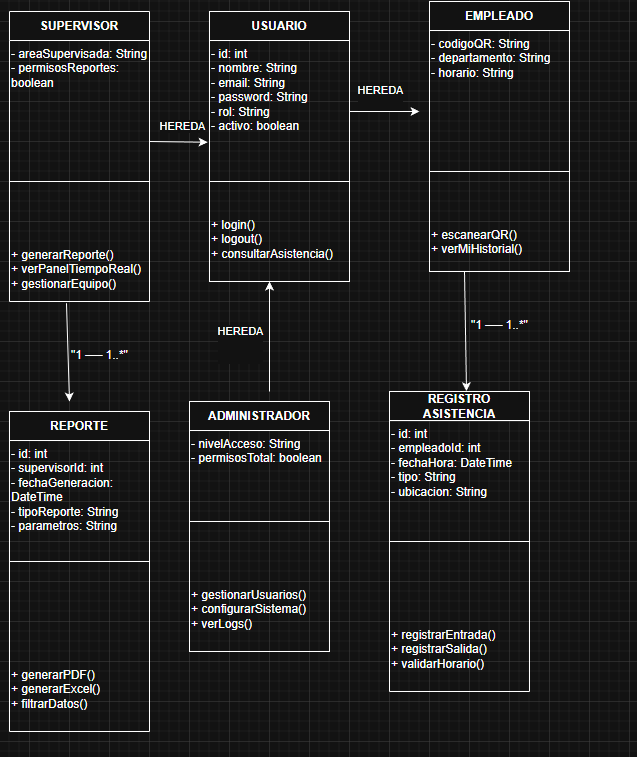 SUPERVISOR
- areaSupervisada: String
- permisosReportes:
boolean
+ generarReporte()
+ verPanelTiempoReal()
+ gestionarEquipo()
HEREDA
USUARIO
- id: int
- nombre: String
- email: String
- password: String
- rol: String
- activo: boolean
+ login()
+ logout()
+ consultarAsistencia()
HEREDA
EMPLEADO
- codigoQR: String
- departamento: String
- horario: String
+ escanearQR()
+ verMiHistorial()
"1 ── 1..*"
HEREDA
"1 ── 1..*"
REPORTE
- id: int
- supervisorId: int
- fechaGeneracion:
DateTime
- tipoReporte: String
- parametros: String
+ generarPDF()
+ generarExcel()
+ filtrarDatos()
ADMINISTRADOR
- nivelAcceso: String
- permisosTotal: boolean
+ gestionarUsuarios()
+ configurarSistema()
+ verLogs()
REGISTRO
ASISTENCIA
- id: int
- empleadoId: int
- fechaHora: DateTime
- tipo: String
- ubicacion: String
+ registrarEntrada()
+ registrarSalida()
+ validarHorario()